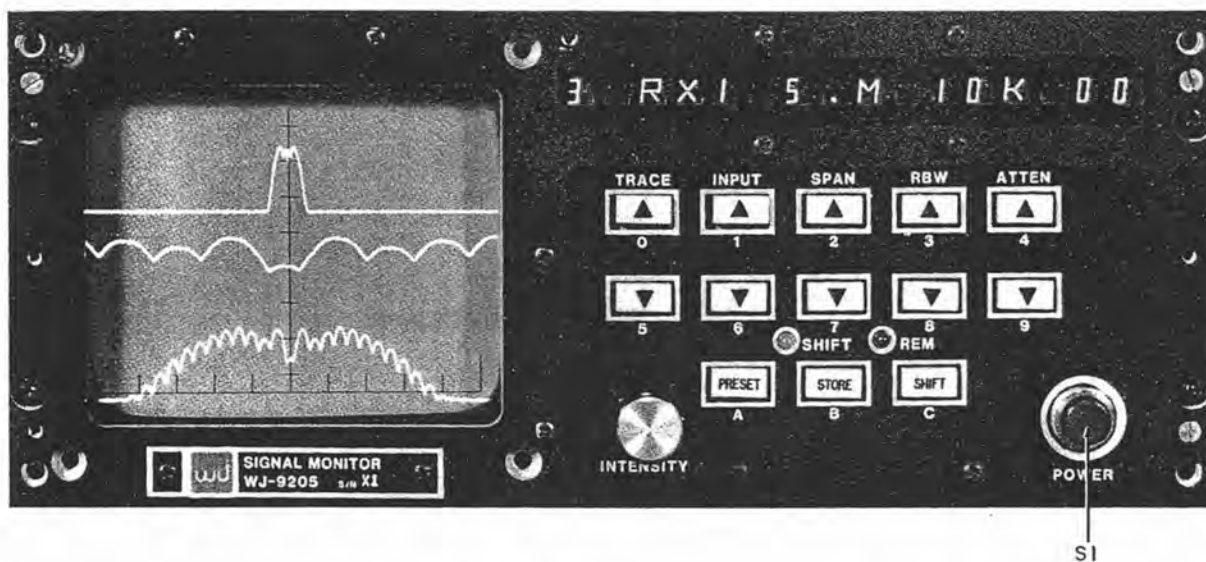 3 RX1 5.M 10K 00
TRACE INPUT SPAN RBW ATTEN
0 1 2 3 4
5 6 7 8 9
SHIFT REM
PRESET STORE SHIFT
A B C
INTENSITY
POWER
WJ SIGNAL MONITOR
WJ-9205 S/N X1
S1